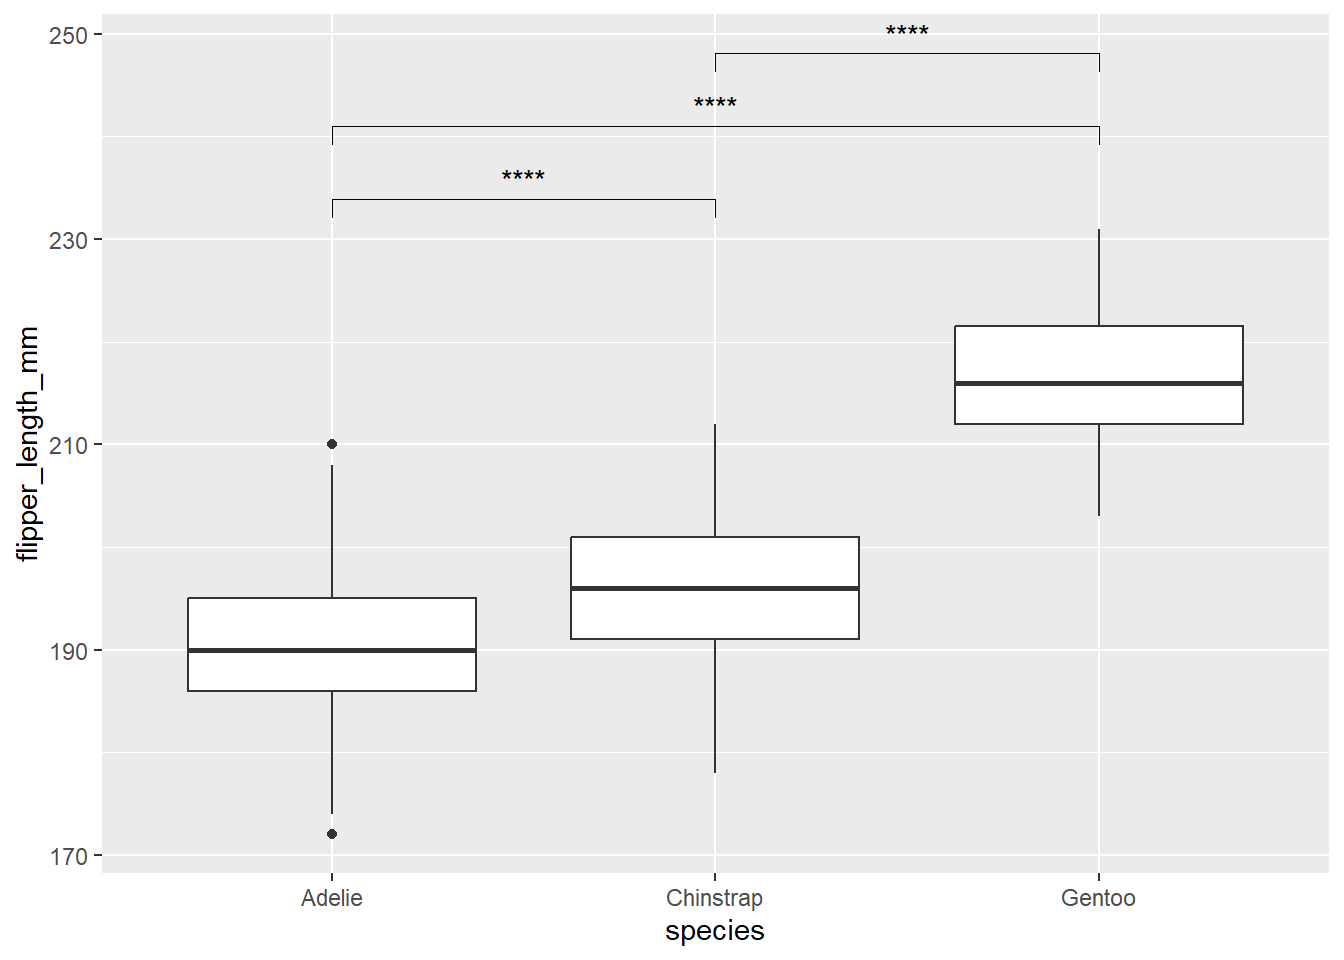 250
****
****
****
230
flipper_length_mm
210
190
170
Adelie
Chinstrap
Gentoo
species